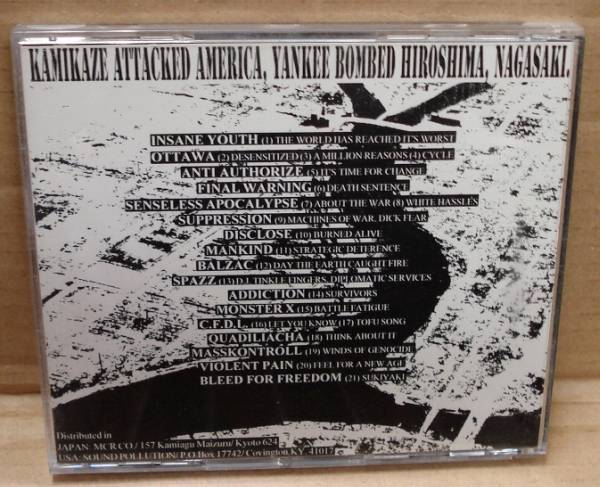 KAMIKAZE ATTACKED AMERICA, YANKEE BOMBED HIROSHIMA, NAGASAKI.
INSANE YOUTH (1) THE WORLD HAS REACHED IT'S WORST
OTTAWA (2) DESENSITIZED (3) A MILLION REASONS (4) CYCLE
ANTI AUTHORIZE (5) IT'S TIME FOR CHANGE
FINAL WARNING (6) DEATH SENTENCE
SENSELESS APOCALYPSE (7) ABOUT THE WAR (8) WHITE HASSLES
SUPPRESSION (9) MACHINES OF WAR, DICK FEAR
DISCLOSE (10) BURNED ALIVE
MANKIND (11) STRATEGIC DETERENCE
BALZAC (12) DAY THE EARTH CAUGHT FIRE
SPAZZ (13) D.J. TINKLE FINGERS, DIPLOMATIC SERVICES
ADDICTION (14) SURVIVORS
MONSTER X (15) BATTLE FATIGUE
C.F.D.L. (16) LET YOU KNOW (17) TOFU SONG
QUADILIACHA (18) THINK ABOUT IT
MASSKONTROLL (19) WINDS OF GENOCIDE
VIOLENT PAIN (20) FEEL FOR A NEW AGE
BLEED FOR FREEDOM (21) SUKIYAKI
Distributed in
JAPAN: MCR CO / 157 Kamiagu Maizuru/ Kyoto 624
USA: SOUND POLLUTION/ P.O.Box 17742/ Covington KY. 41017